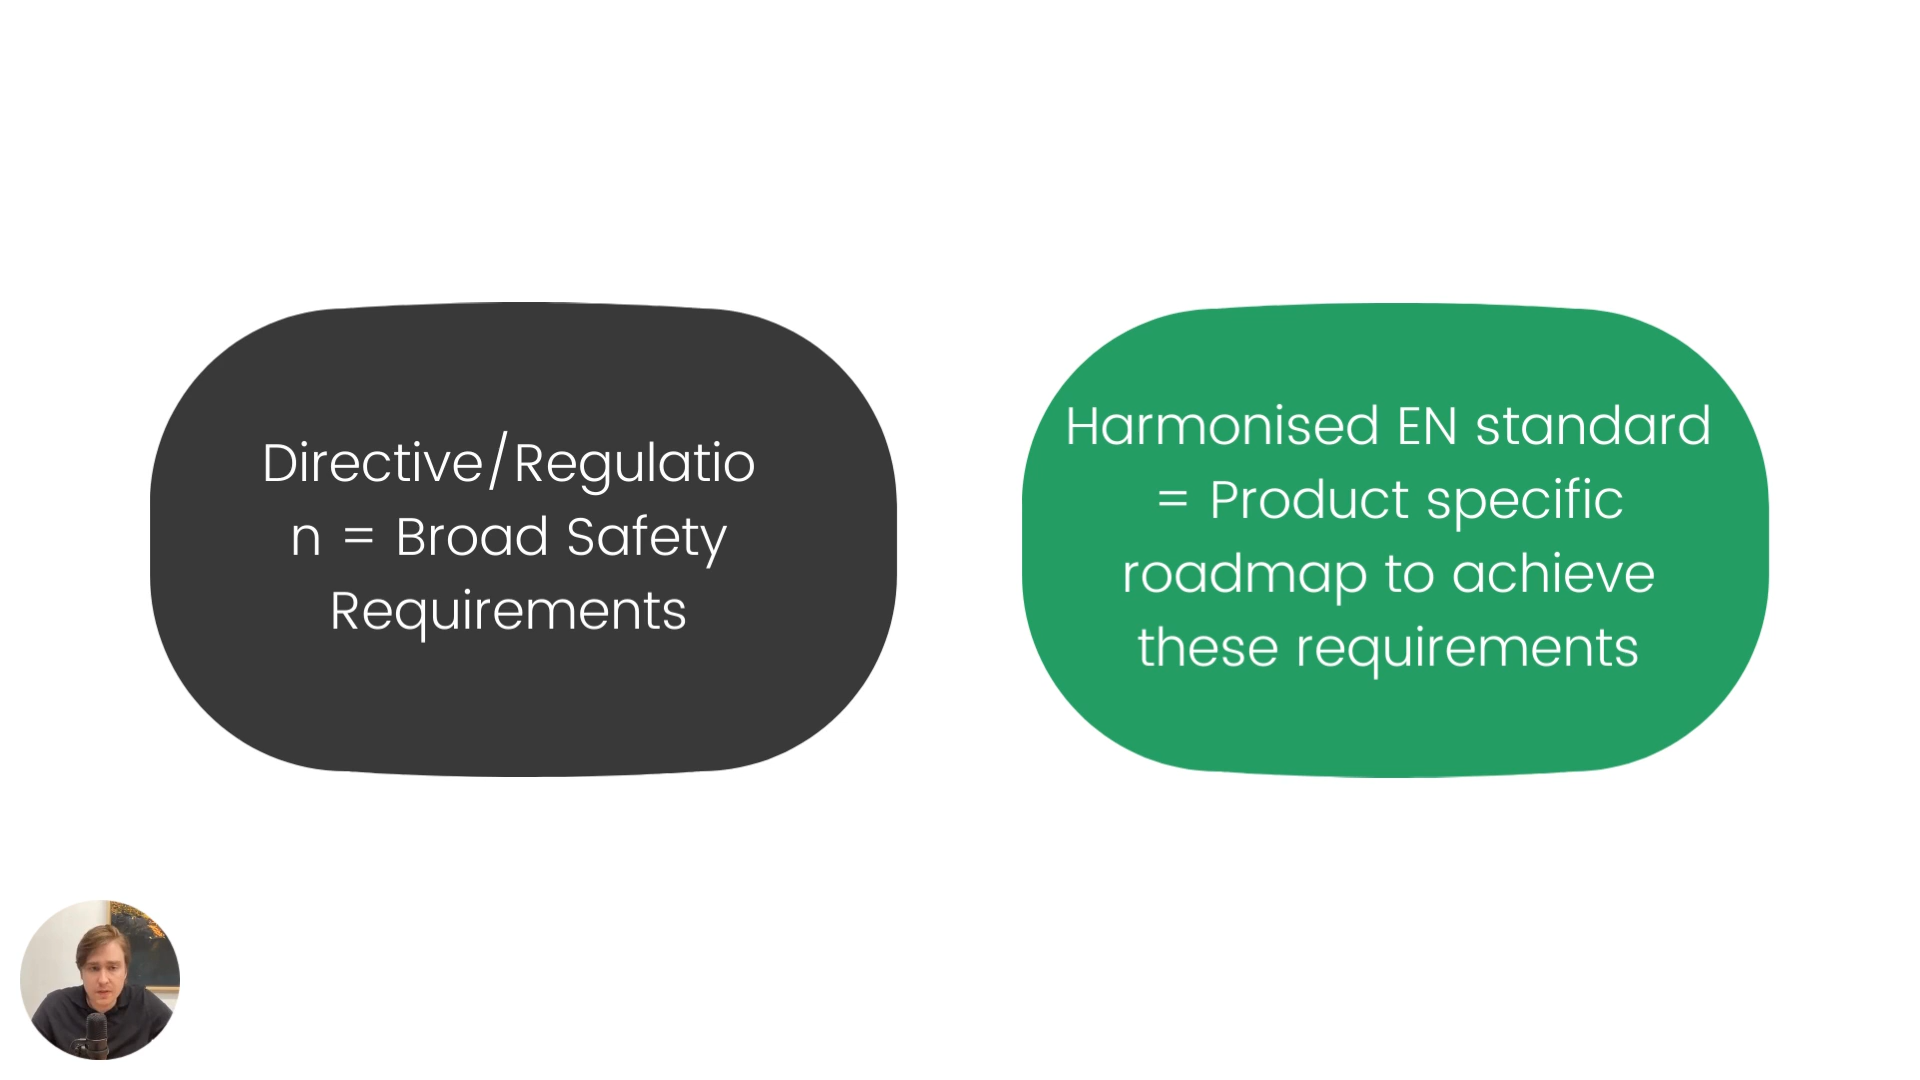 Directive/Regulatio
n = Broad Safety
Requirements
Harmonised EN standard
= Product specific
roadmap to achieve
these requirements